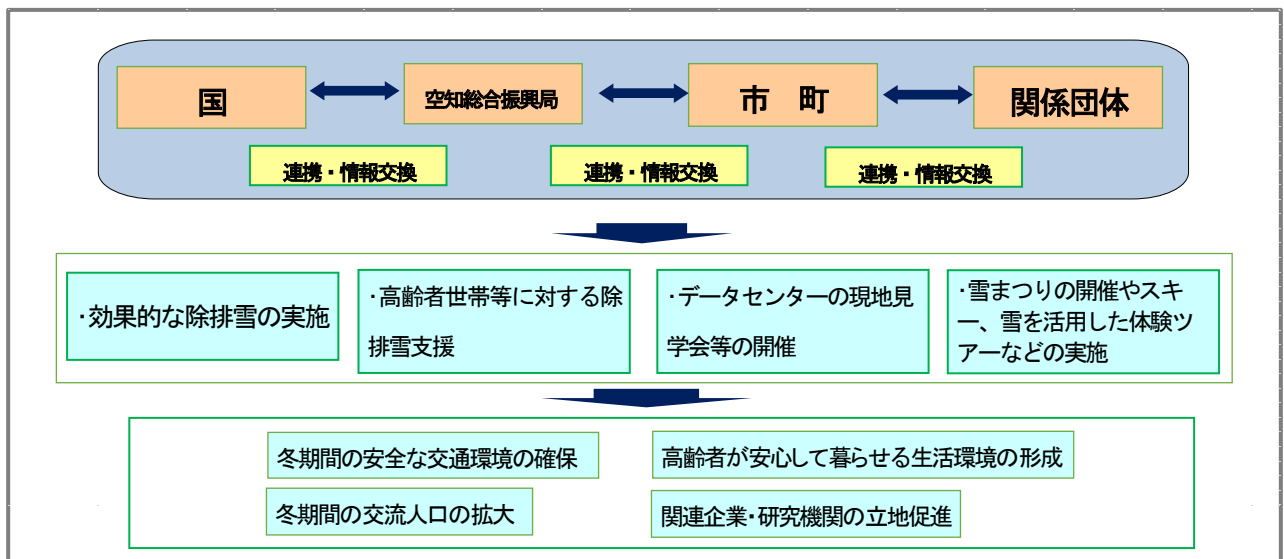 国
空知総合振興局
市　町
関係団体
連携・情報交換
連携・情報交換
連携・情報交換
・効果的な除排雪の実施
・高齢者世帯等に対する除
排雪支援
・データセンターの現地見
学会等の開催
・雪まつりの開催やスキ
ー、雪を活用した体験ツ
アーなどの実施
冬期間の安全な交通環境の確保
高齢者が安心して暮らせる生活環境の形成
冬期間の交流人口の拡大
関連企業・研究機関の立地促進